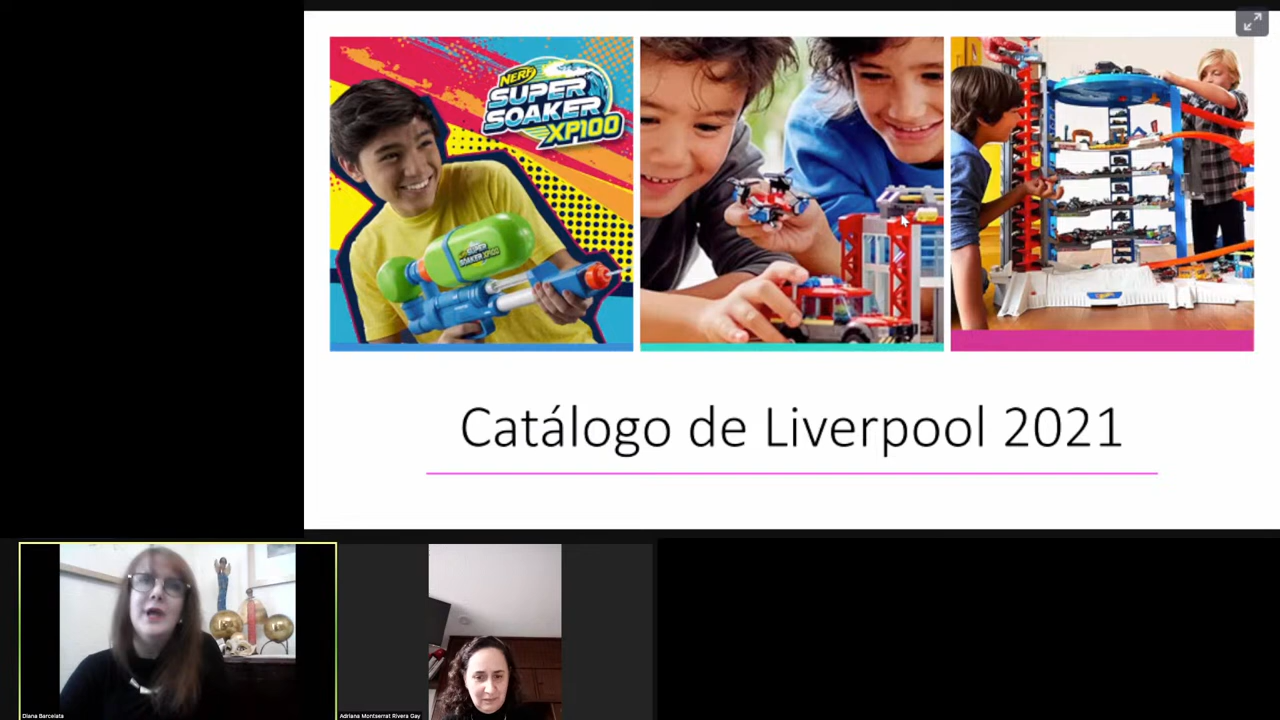 NERF
SUPER
SOAKER
XP100
SUPER
SOAKER
XP100
Catálogo de Liverpool 2021
Diana Barcelata
Adriana Montserrat Rivera Gay